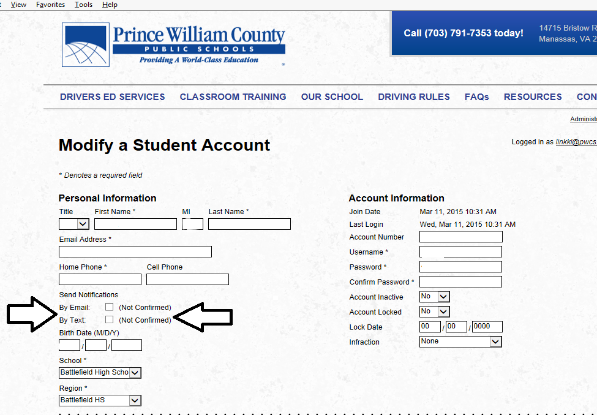 View Favorites Tools Help
Prince William County
PUBLIC SCHOOLS
Providing A World-Class Education
Call (703) 791-7353 today!
14715 Bristow
Manassas, VA
DRIVERS ED SERVICES CLASSROOM TRAINING OUR SCHOOL DRIVING RULES FAQs RESOURCES CON
Administ
Modify a Student Account
Logged in as linkkl@pwcs
* Denotes a required field
Personal Information
Title First Name * MI Last Name *
Email Address *
Home Phone * Cell Phone
Send Notifications
By Email: (Not Confirmed)
By Text: (Not Confirmed)
Birth Date (M/D/Y)
/ /
School *
Battlefield High Scho
Region *
Battlefield HS
Account Information
Join Date Mar 11, 2015 10:31 AM
Last Login Wed, Mar 11, 2015 10:31 AM
Account Number
Username *
Password *
Confirm Password *
Account Inactive No
Account Locked No
Lock Date 00 / 00 / 0000
Infraction None